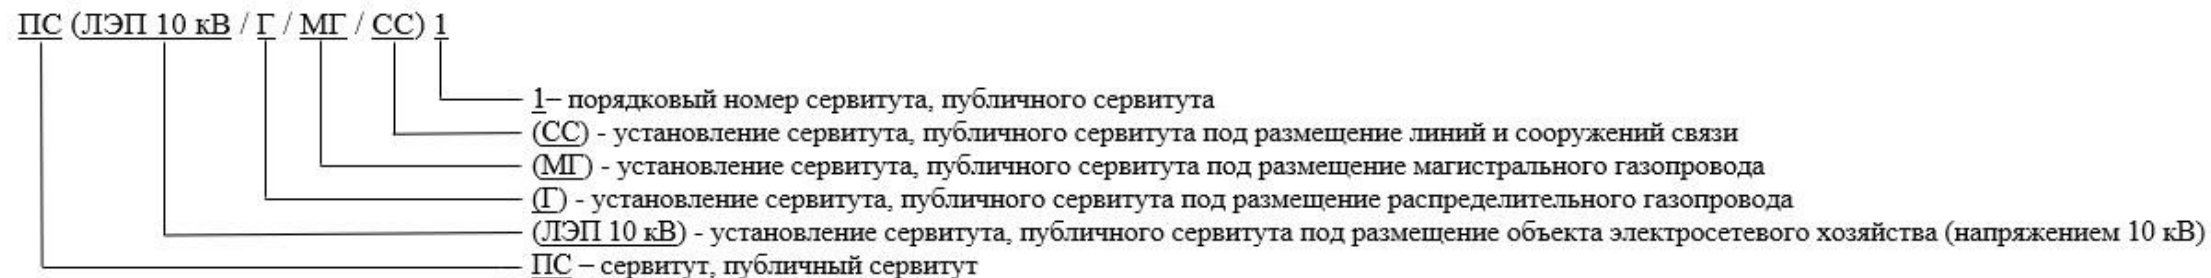 ПС (ЛЭП 10 кВ / Г / МГ / СС) 1
1– порядковый номер сервитута, публичного сервитута
(СС) - установление сервитута, публичного сервитута под размещение линий и сооружений связи
(МГ) - установление сервитута, публичного сервитута под размещение магистрального газопровода
(Г) - установление сервитута, публичного сервитута под размещение распределительного газопровода
(ЛЭП 10 кВ) - установление сервитута, публичного сервитута под размещение объекта электросетевого хозяйства (напряжением 10 кВ)
ПС – сервитут, публичный сервитут